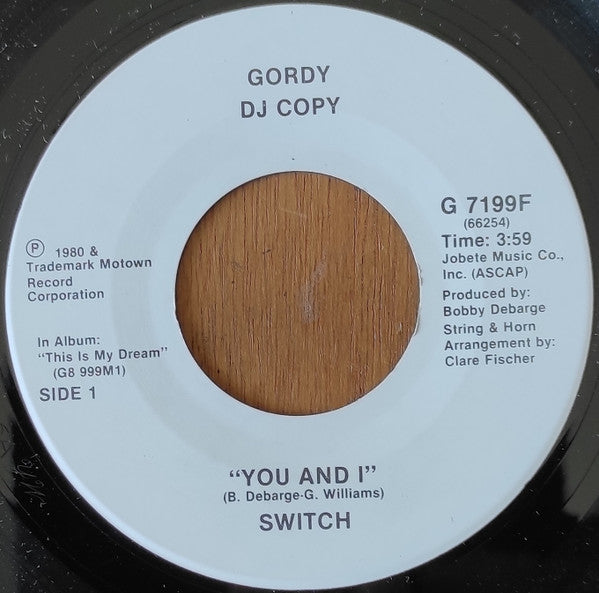 GORDY
DJ COPY
G 7199F
(66254)
Time: 3:59
Jobete Music Co.,
Inc. (ASCAP)
Produced by:
Bobby Debarge
String & Horn
Arrangement by:
Clare Fischer
Ⓟ 1980 &
Trademark Motown
Record
Corporation
In Album:
"This Is My Dream"
(G8 999M1)
SIDE 1
"YOU AND I"
(B. Debarge-G. Williams)
SWITCH